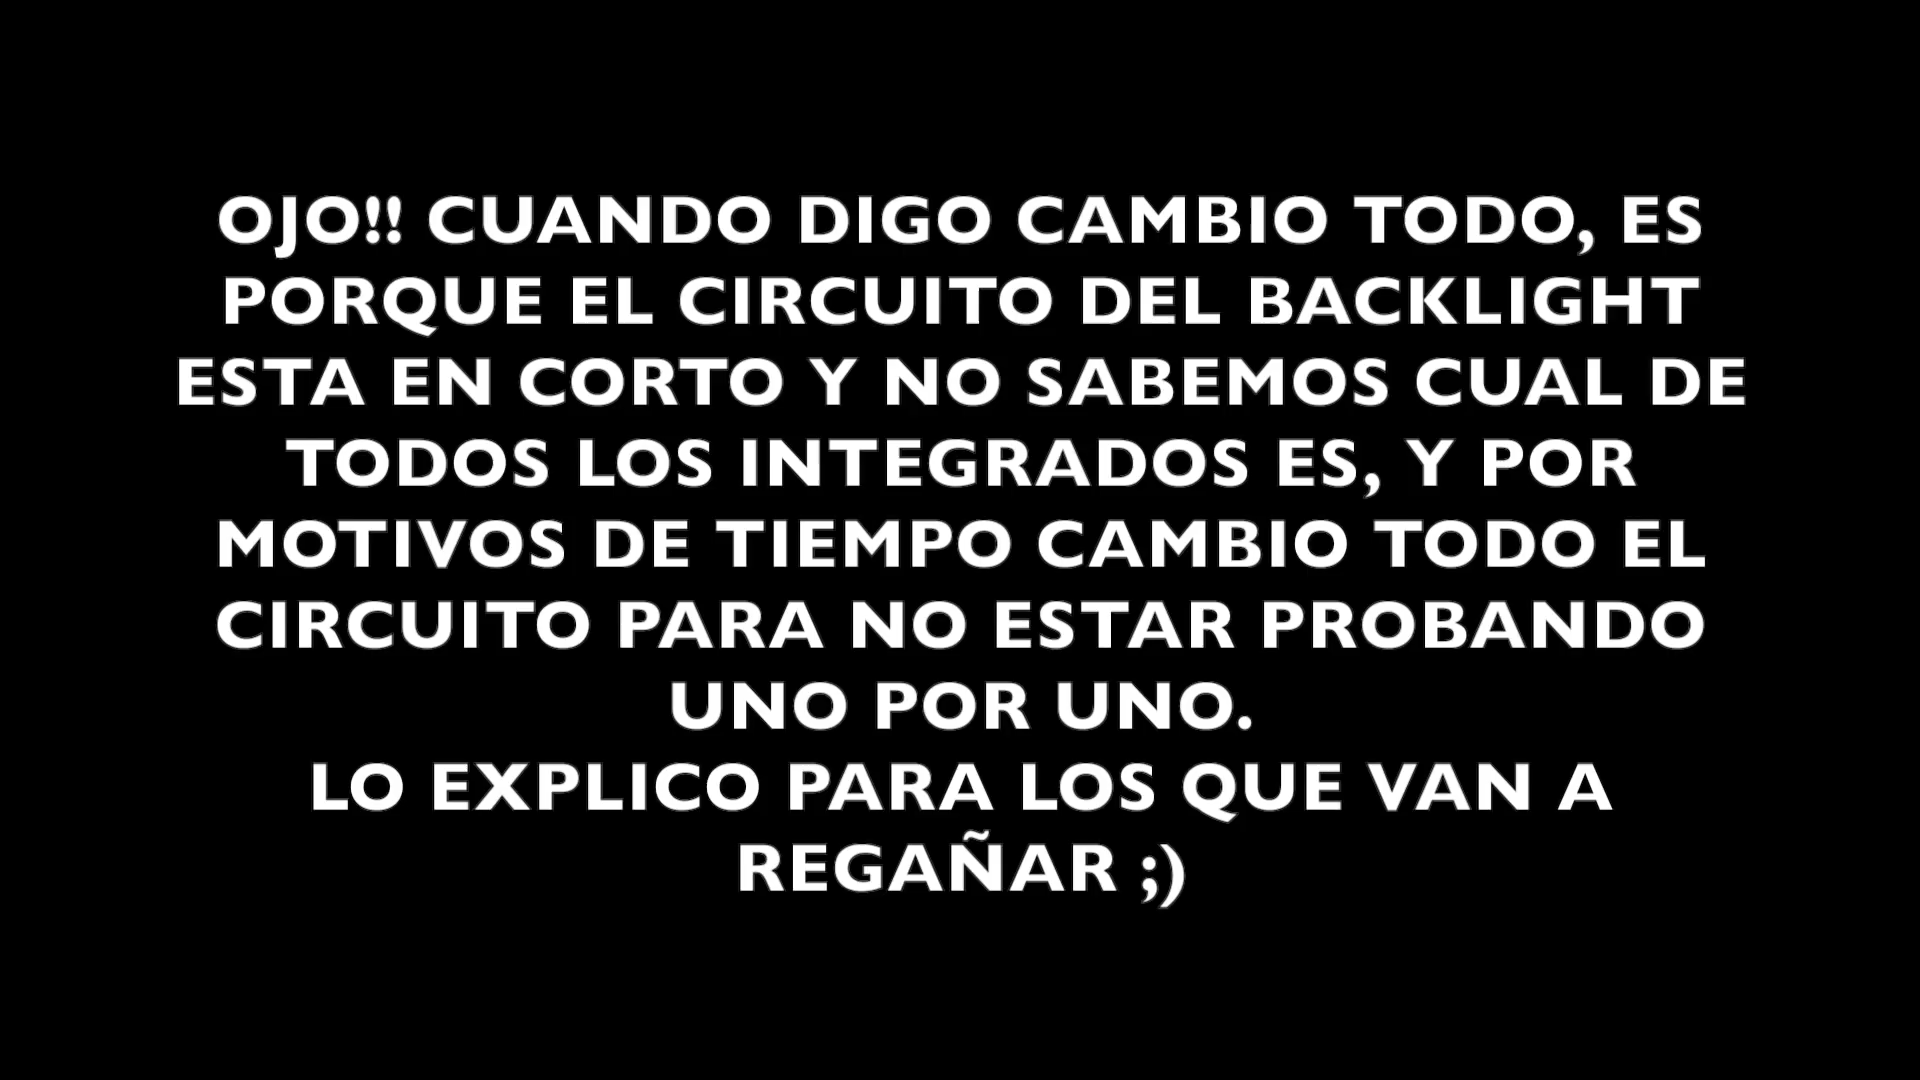 OJO!! CUANDO DIGO CAMBIO TODO, ES
PORQUE EL CIRCUITO DEL BACKLIGHT
ESTA EN CORTO Y NO SABEMOS CUAL DE
TODOS LOS INTEGRADOS ES, Y POR
MOTIVOS DE TIEMPO CAMBIO TODO EL
CIRCUITO PARA NO ESTAR PROBANDO
UNO POR UNO.
LO EXPLICO PARA LOS QUE VAN A
REGAÑAR ;)